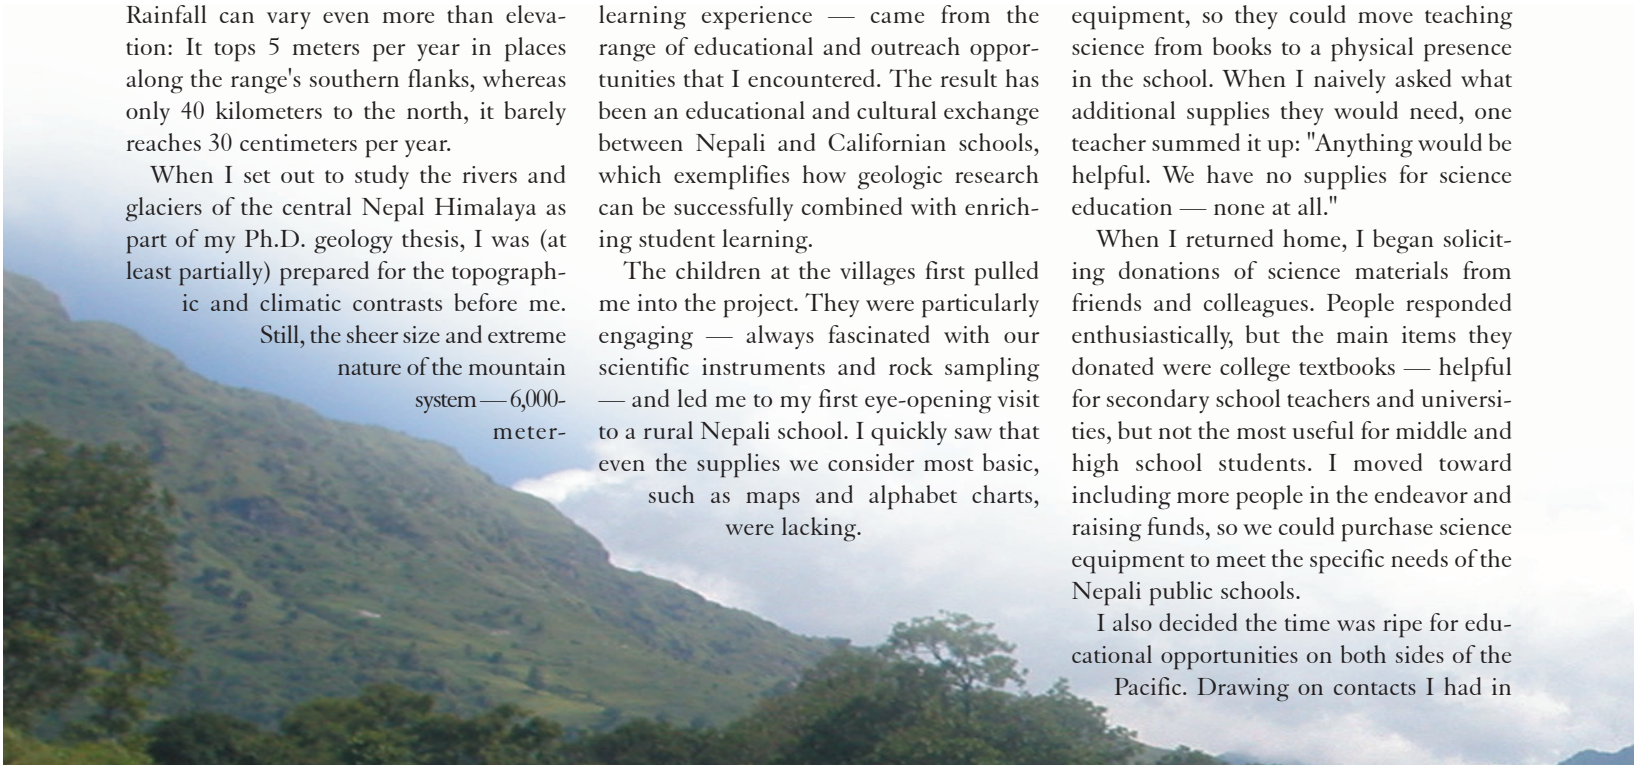 Rainfall can vary even more than eleva-
tion: It tops 5 meters per year in places
along the range's southern flanks, whereas
only 40 kilometers to the north, it barely
reaches 30 centimeters per year.
When I set out to study the rivers and
glaciers of the central Nepal Himalaya as
part of my Ph.D. geology thesis, I was (at
least partially) prepared for the topograph-
ic and climatic contrasts before me.
Still, the sheer size and extreme
nature of the mountain
system — 6,000-
meter-
learning experience — came from the
range of educational and outreach oppor-
tunities that I encountered. The result has
been an educational and cultural exchange
between Nepali and Californian schools,
which exemplifies how geologic research
can be successfully combined with enrich-
ing student learning.
The children at the villages first pulled
me into the project. They were particularly
engaging — always fascinated with our
scientific instruments and rock sampling
— and led me to my first eye-opening visit
to a rural Nepali school. I quickly saw that
even the supplies we consider most basic,
such as maps and alphabet charts,
were lacking.
equipment, so they could move teaching
science from books to a physical presence
in the school. When I naively asked what
additional supplies they would need, one
teacher summed it up: "Anything would be
helpful. We have no supplies for science
education — none at all."
When I returned home, I began solicit-
ing donations of science materials from
friends and colleagues. People responded
enthusiastically, but the main items they
donated were college textbooks — helpful
for secondary school teachers and universi-
ties, but not the most useful for middle and
high school students. I moved toward
including more people in the endeavor and
raising funds, so we could purchase science
equipment to meet the specific needs of the
Nepali public schools.
I also decided the time was ripe for edu-
cational opportunities on both sides of the
Pacific. Drawing on contacts I had in